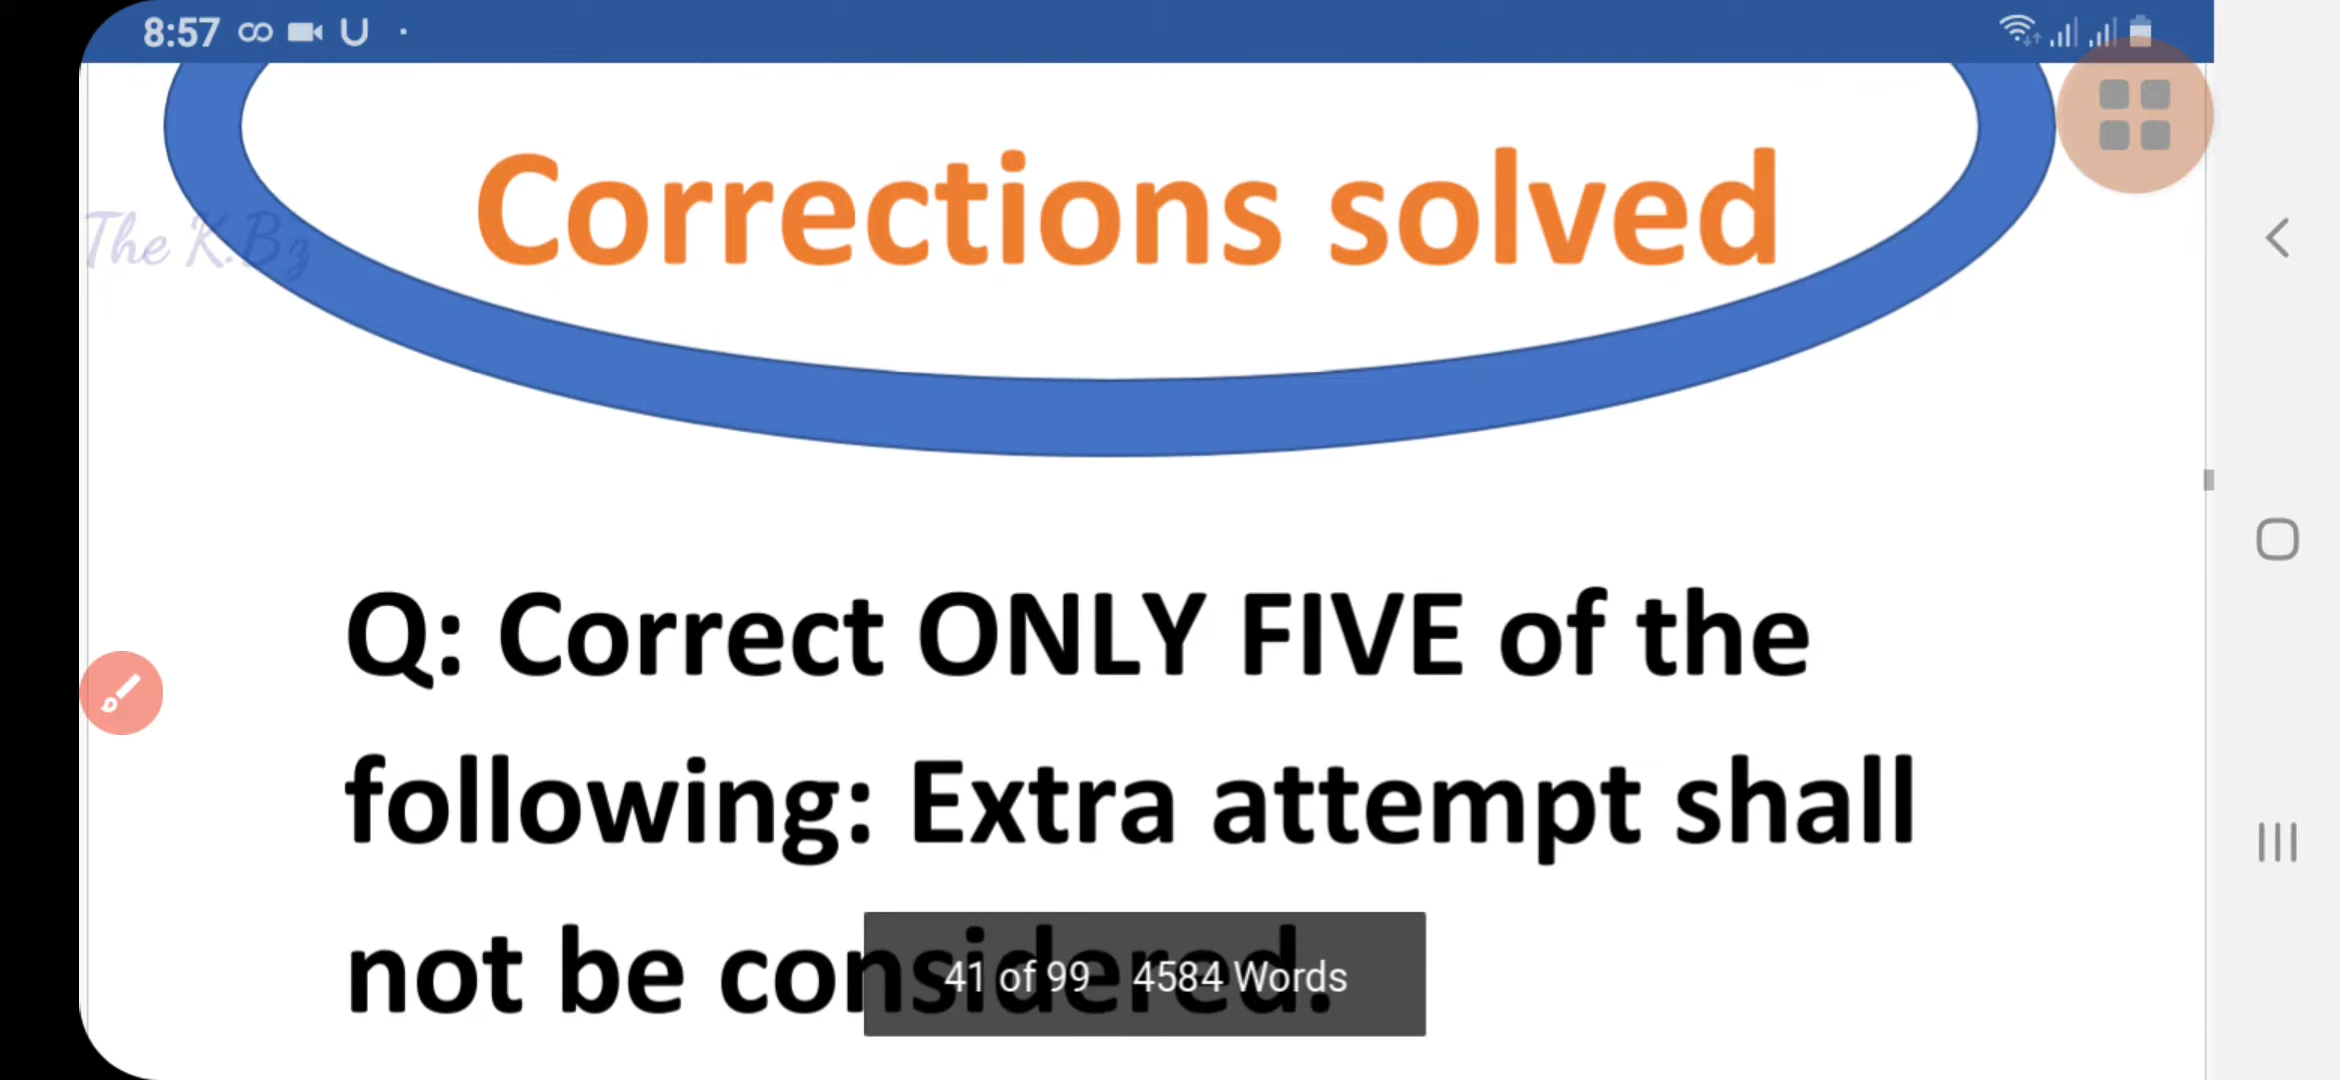 8:57
Corrections solved
The K.Bz
Q: Correct ONLY FIVE of the
following: Extra attempt shall
not be considered.
41 of 99 4584 Words